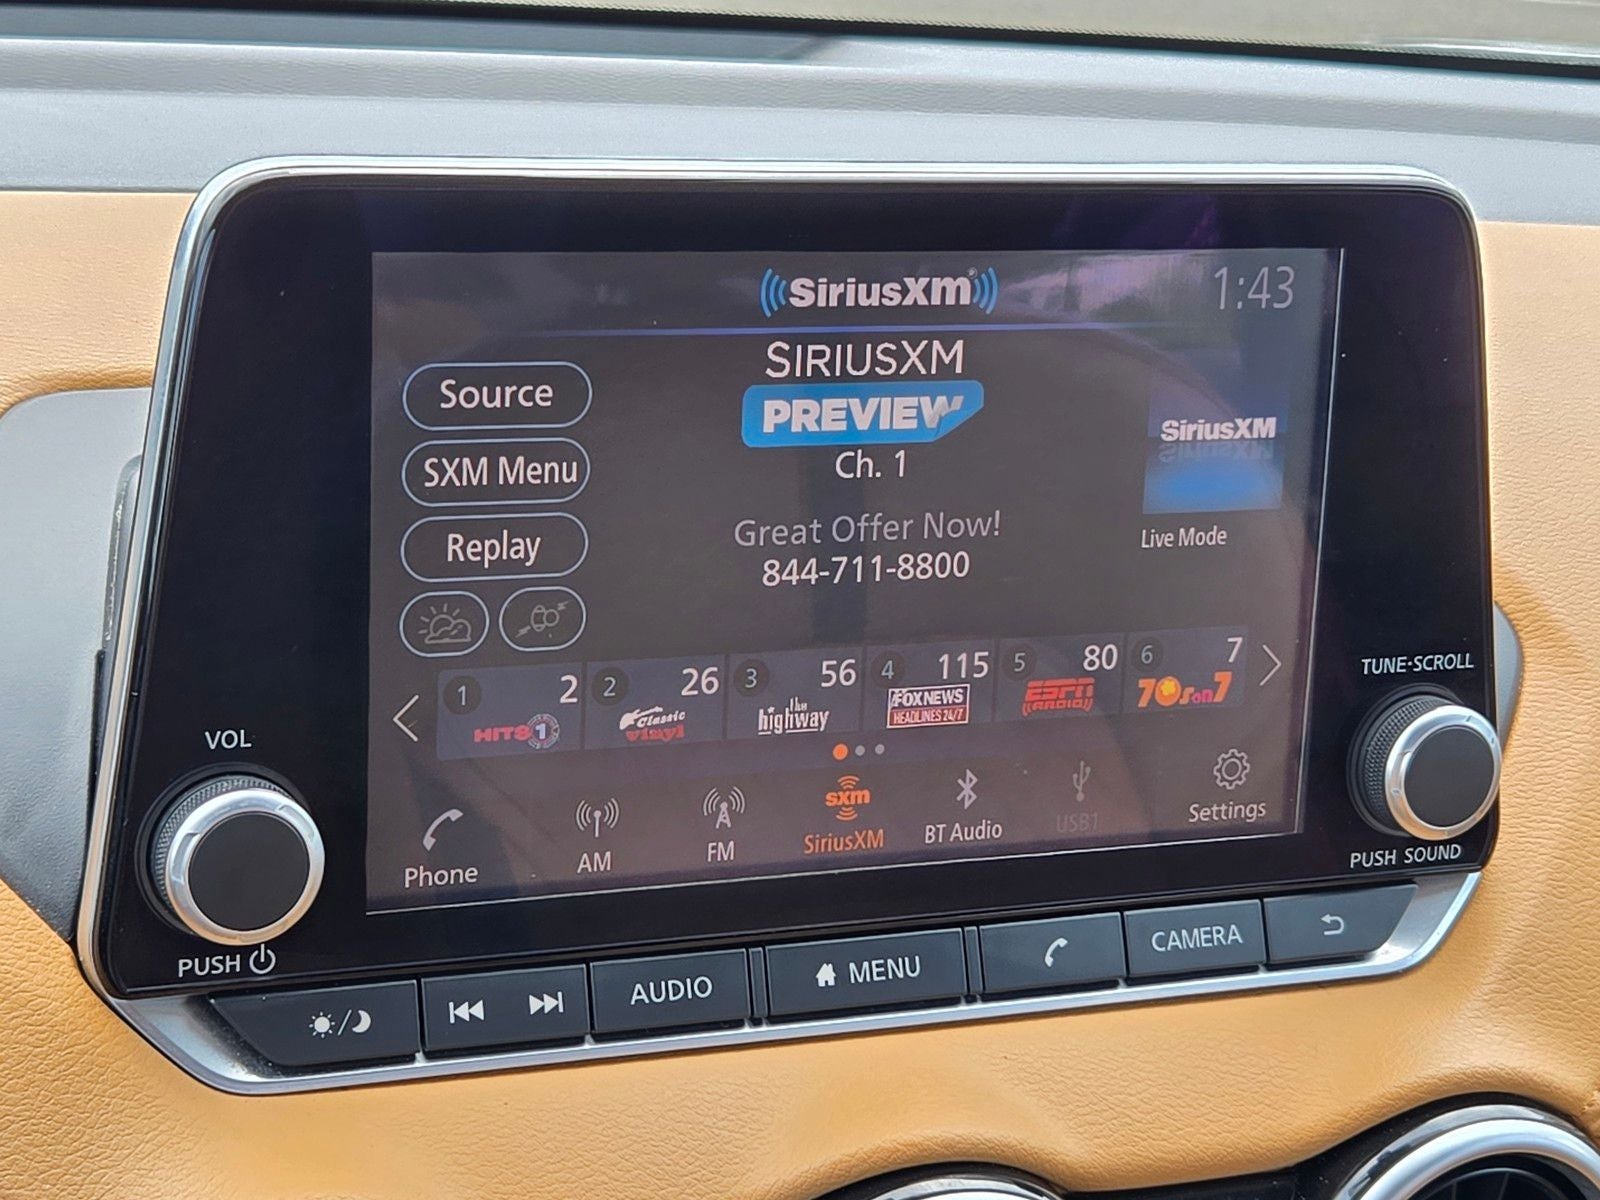 SiriusXM
1:43
SIRIUSXM
PREVIEW
Ch. 1
Great Offer Now!
844-711-8800
Source
SXM Menu
Replay
SiriusXM
Live Mode
1 2
HITS 1
2 26
Classic
Vinyl
3 56
the
highway
4 115
FOX NEWS
HEADLINES 24/7
5 80
ESPN
RADIO
6 7
70s on 7
Phone
AM
FM
sxm
SiriusXM
BT Audio
USB1
Settings
VOL
PUSH
TUNE·SCROLL
PUSH SOUND
AUDIO
MENU
CAMERA